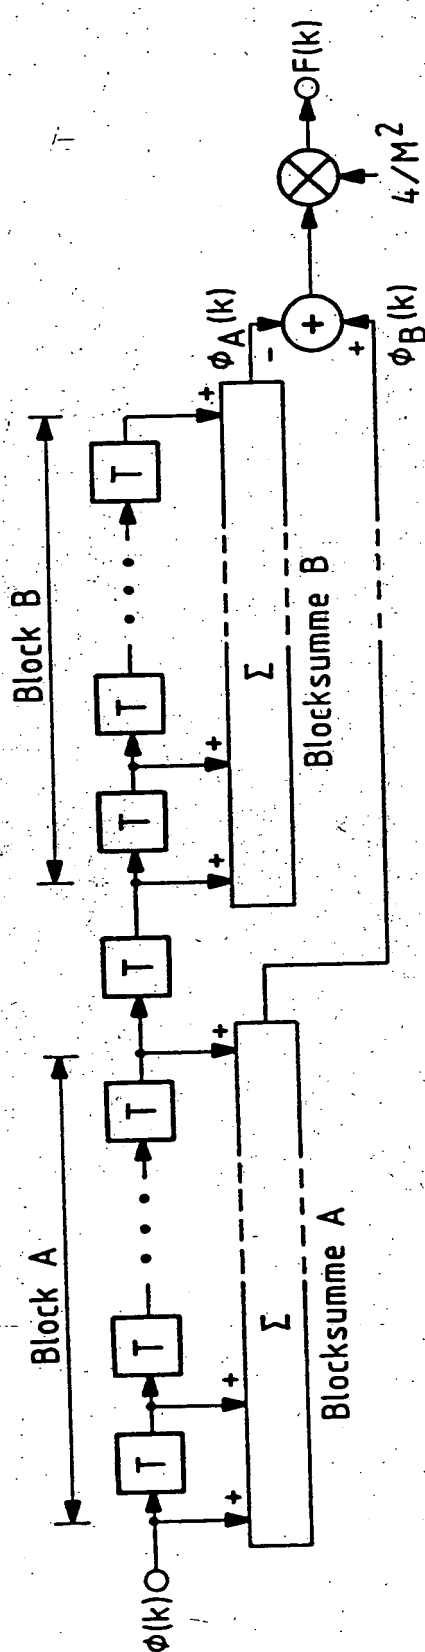 Block A
Block B
ϕ(k)
T
T
T
T
T
T
T
+
+
+
+
+
+
Σ
Σ
Blocksumme A
Blocksumme B
ϕA(k)
-
+
+
ϕB(k)
4/M²
F(k)